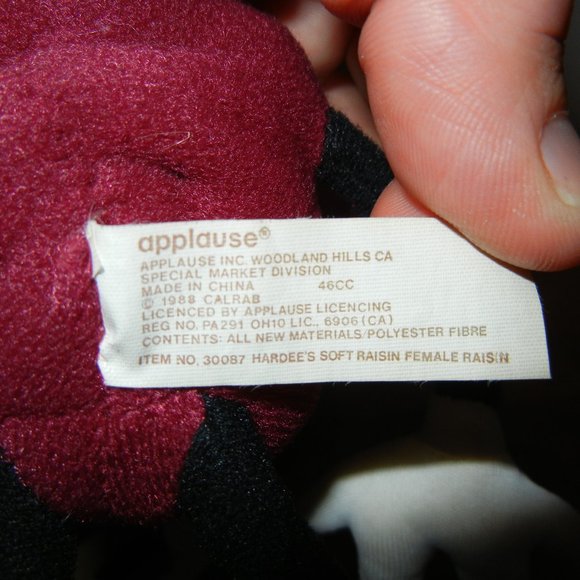 applause®
APPLAUSE INC. WOODLAND HILLS CA
SPECIAL MARKET DIVISION
MADE IN CHINA 46CC
© 1988 CALRAB
LICENCED BY APPLAUSE LICENCING
REG NO. PA291 OH10 LIC., 6906 (CA)
CONTENTS: ALL NEW MATERIALS/POLYESTER FIBRE
ITEM NO. 30087 HARDEE'S SOFT RAISIN FEMALE RAISIN